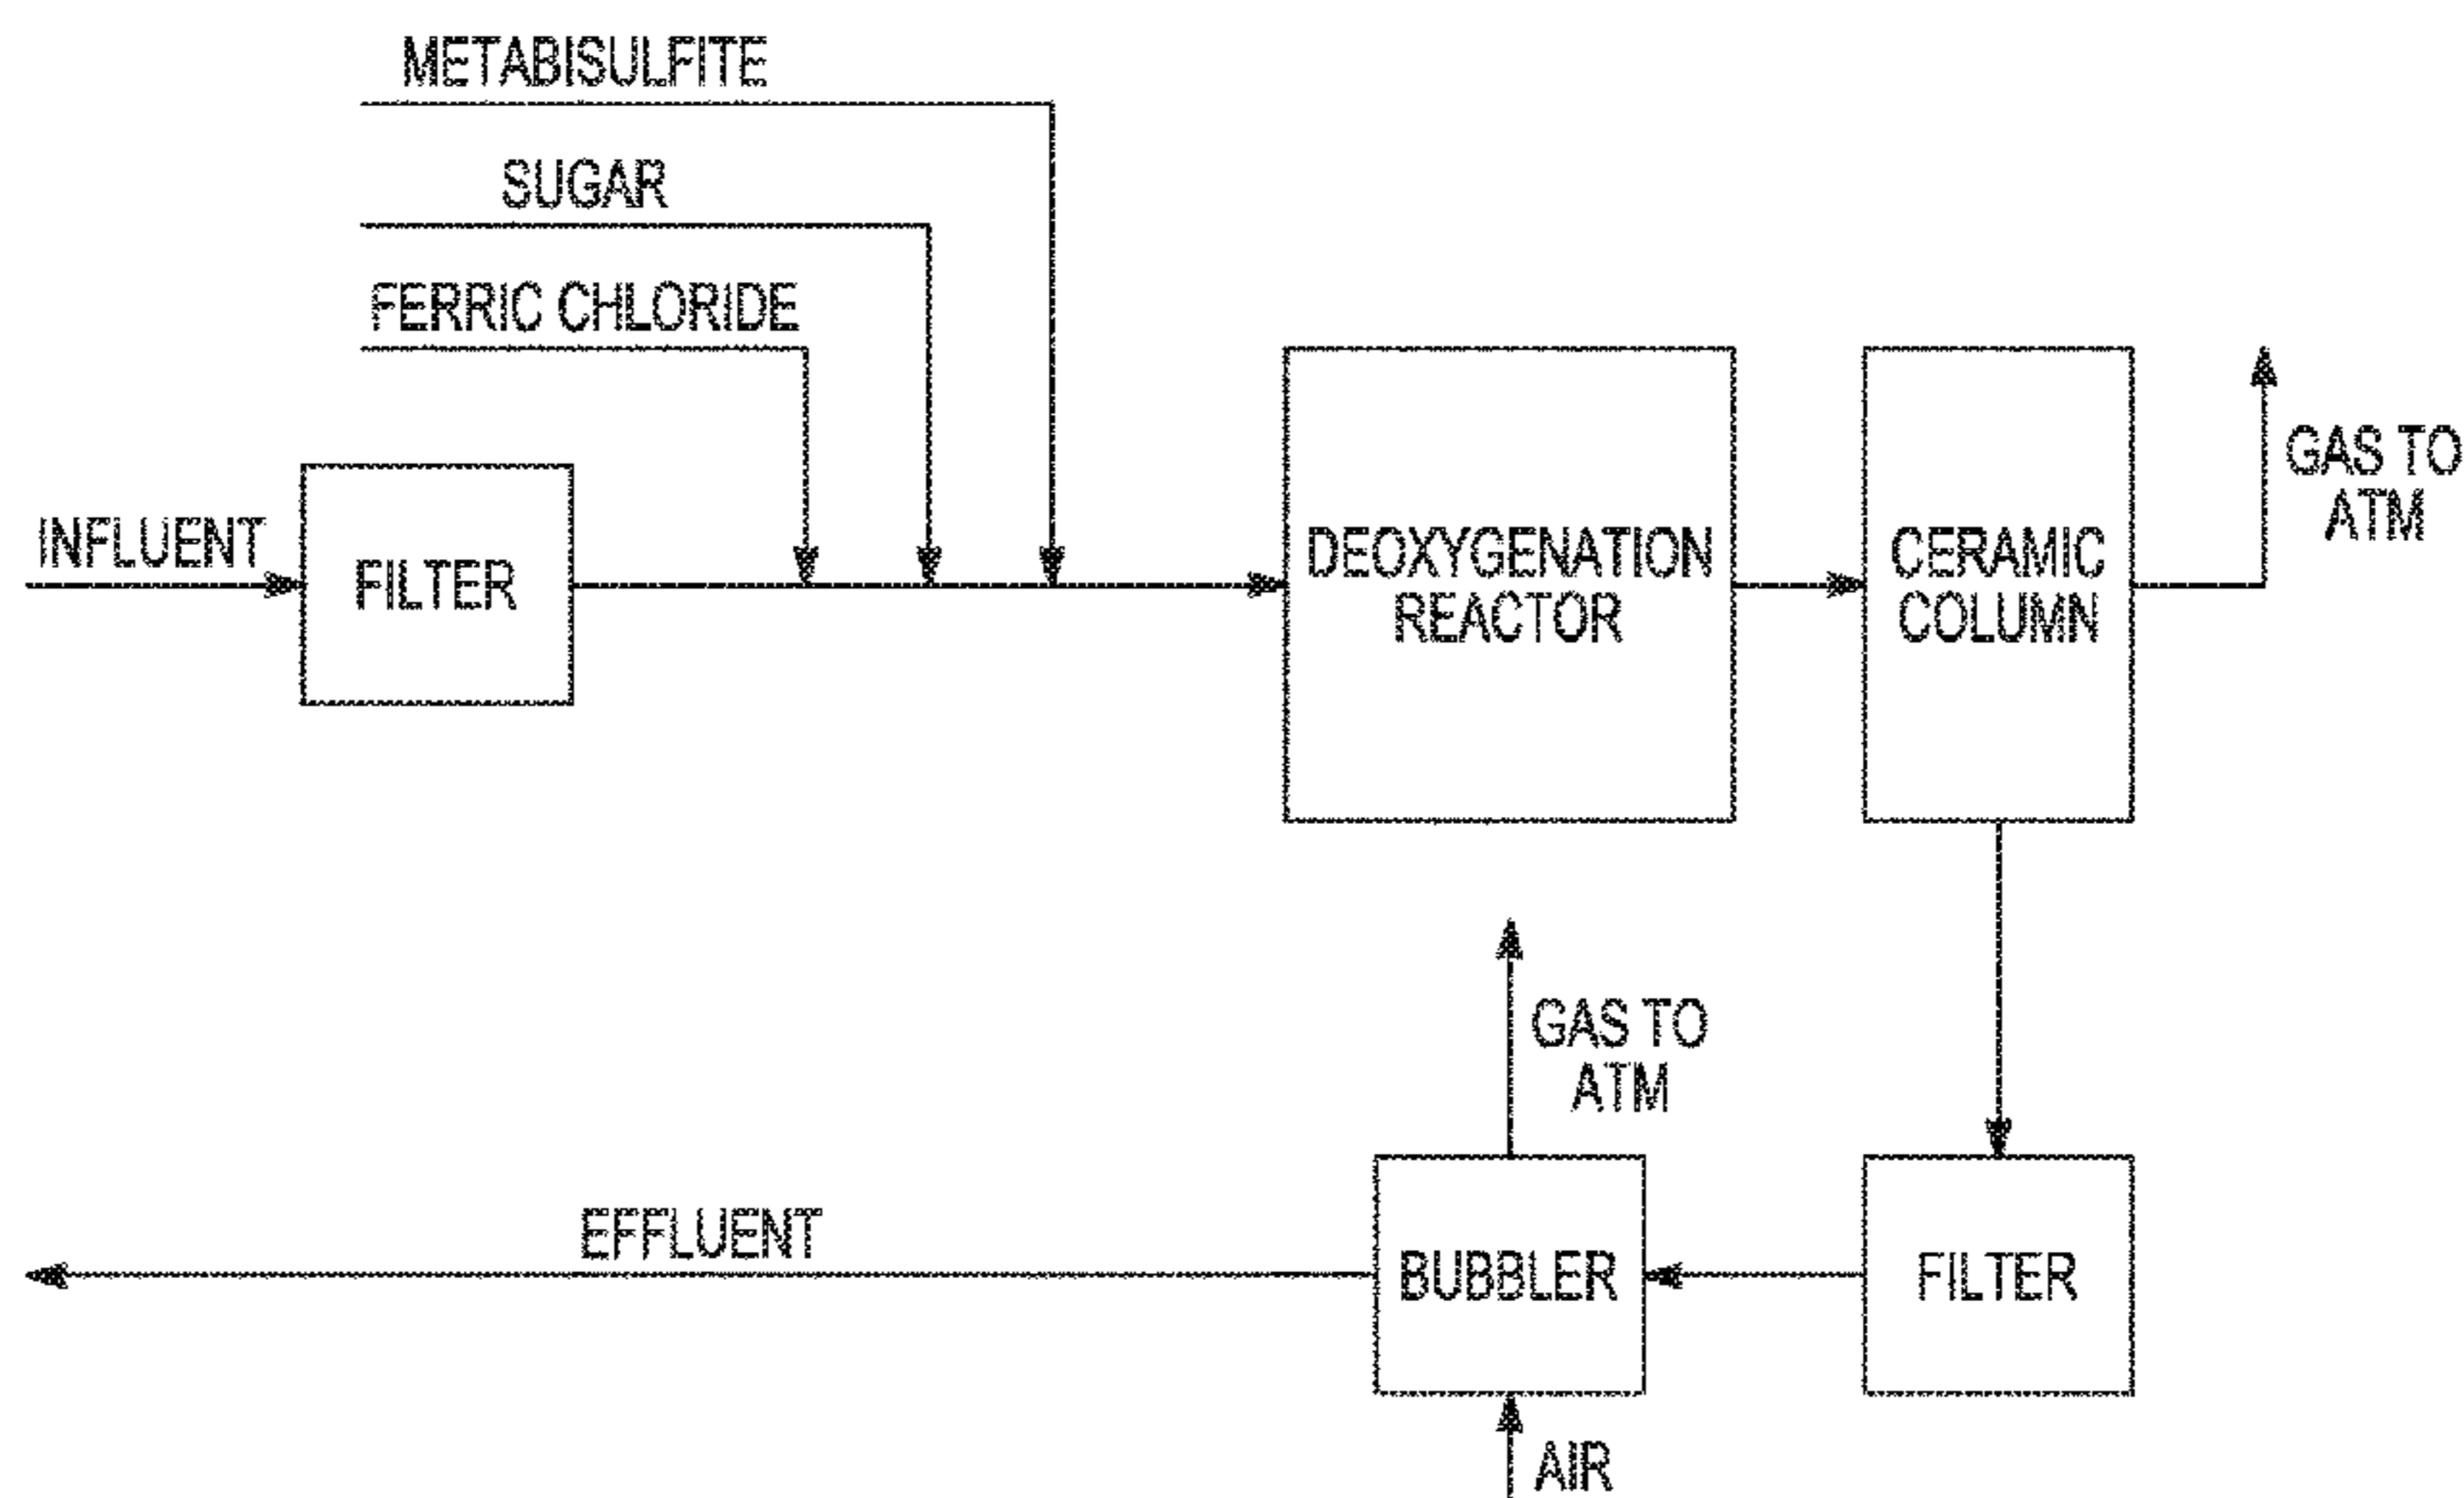 METABISULFITE
SUGAR
FERRIC CHLORIDE
INFLUENT
FILTER
DEOXYGENATION
REACTOR
CERAMIC
COLUMN
GAS TO
ATM
GAS TO
ATM
EFFLUENT
BUBBLER
FILTER
AIR